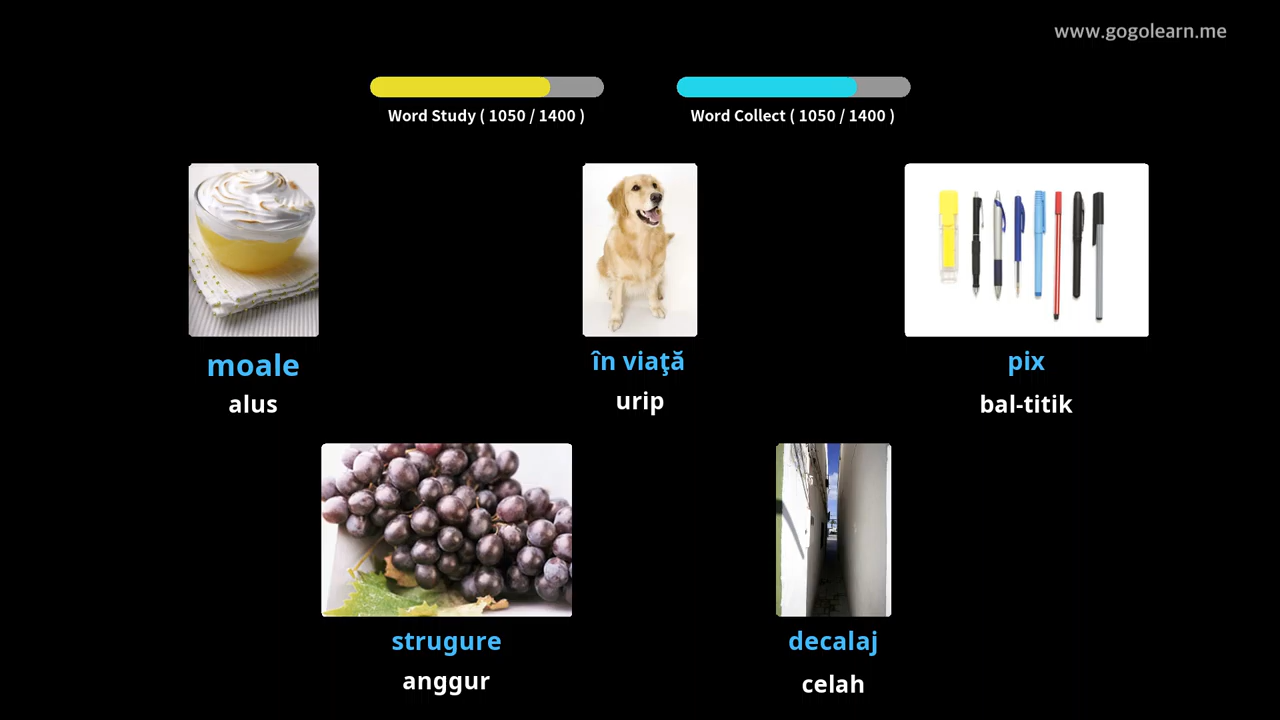 www.gogolearn.me
Word Study ( 1050 / 1400 )
Word Collect ( 1050 / 1400 )
moale
alus
în viaţă
urip
pix
bal-titik
strugure
anggur
decalaj
celah